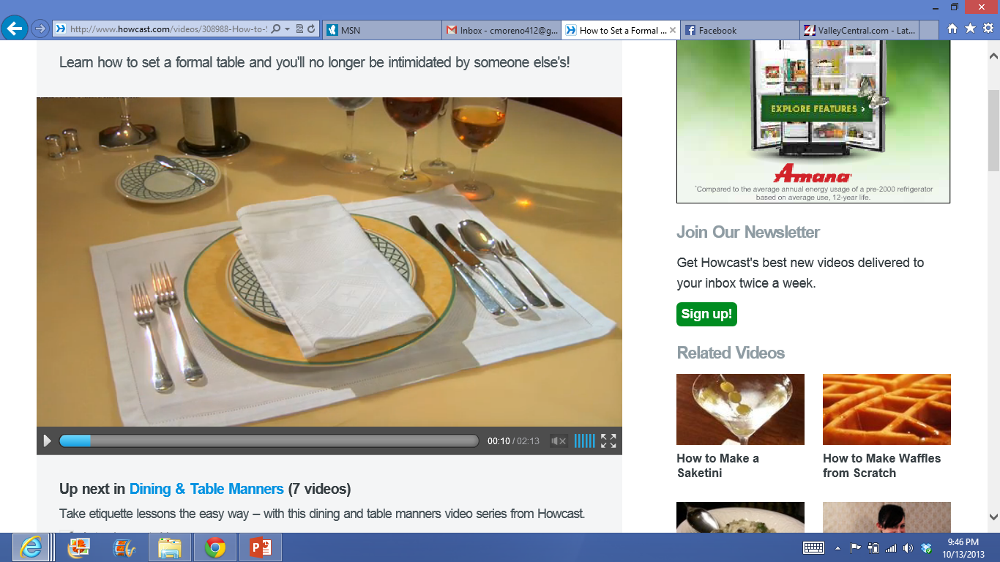 http://www.howcast.com/videos/308988-How-to-S
MSN
Inbox - cmoreno412@g...
How to Set a Formal ...
Facebook
ValleyCentral.com - Lat...
Learn how to set a formal table and you'll no longer be intimidated by someone else's!
00:10 / 02:13
Up next in Dining & Table Manners (7 videos)
Take etiquette lessons the easy way – with this dining and table manners video series from Howcast.
EXPLORE FEATURES ›
Amana
*Compared to the average annual energy usage of a pre-2000 refrigerator
based on average use, 12-year life.
Join Our Newsletter
Get Howcast's best new videos delivered to
your inbox twice a week.
Sign up!
Related Videos
How to Make a
Saketini
How to Make Waffles
from Scratch
9:46 PM
10/13/2013